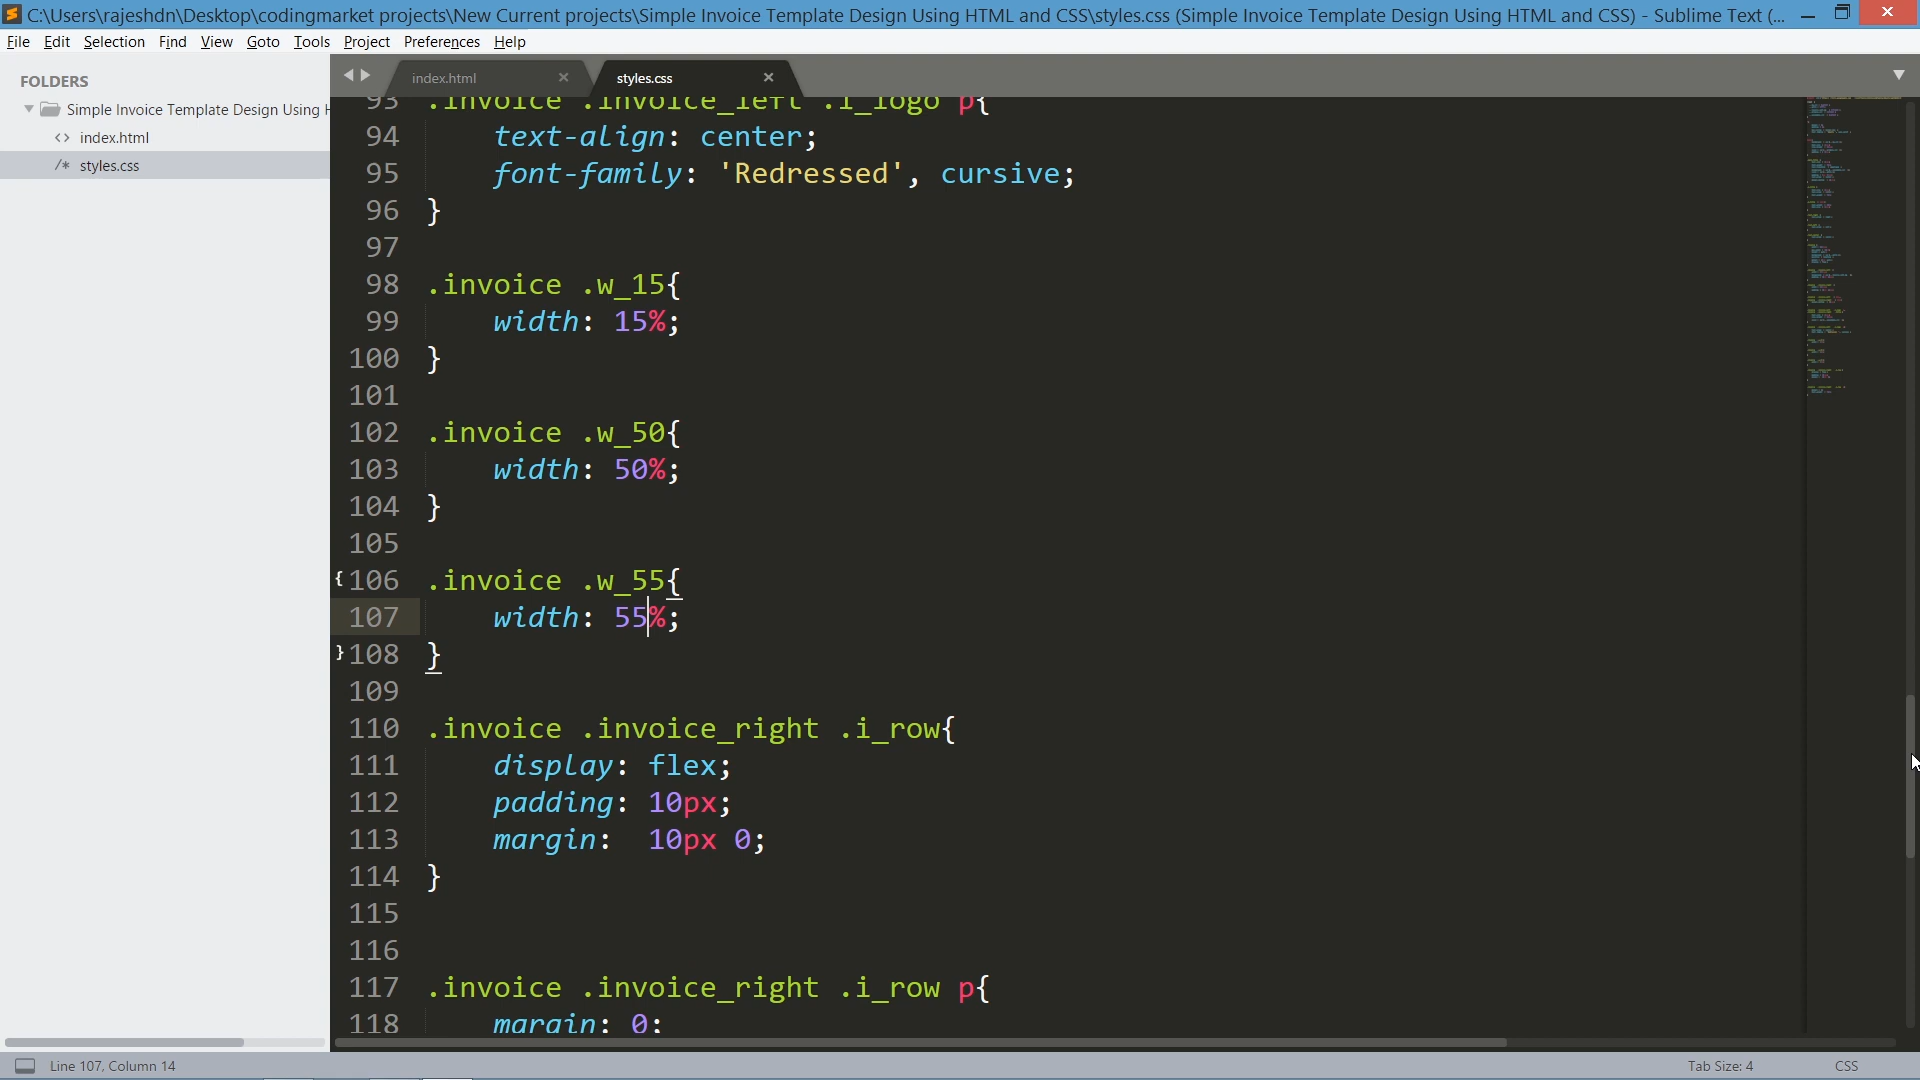 C:\Users\rajeshdn\Desktop\codingmarket projects\New Current projects\Simple Invoice Template Design Using HTML and CSS\styles.css (Simple Invoice Template Design Using HTML and CSS) - Sublime Text (...
File Edit Selection Find View Goto Tools Project Preferences Help
FOLDERS
Simple Invoice Template Design Using H
<> index.html
/* styles.css
index.html
styles.css
93 .invoice .invoice_left .i_logo p{
94 text-align: center;
95 font-family: 'Redressed', cursive;
96 }
97
98 .invoice .w_15{
99 width: 15%;
100 }
101
102 .invoice .w_50{
103 width: 50%;
104 }
105
106 .invoice .w_55{
107 width: 55%;
108 }
109
110 .invoice .invoice_right .i_row{
111 display: flex;
112 padding: 10px;
113 margin:  10px 0;
114 }
115
116
117 .invoice .invoice_right .i_row p{
118 margin: 0;
Line 107, Column 14
Tab Size: 4
CSS